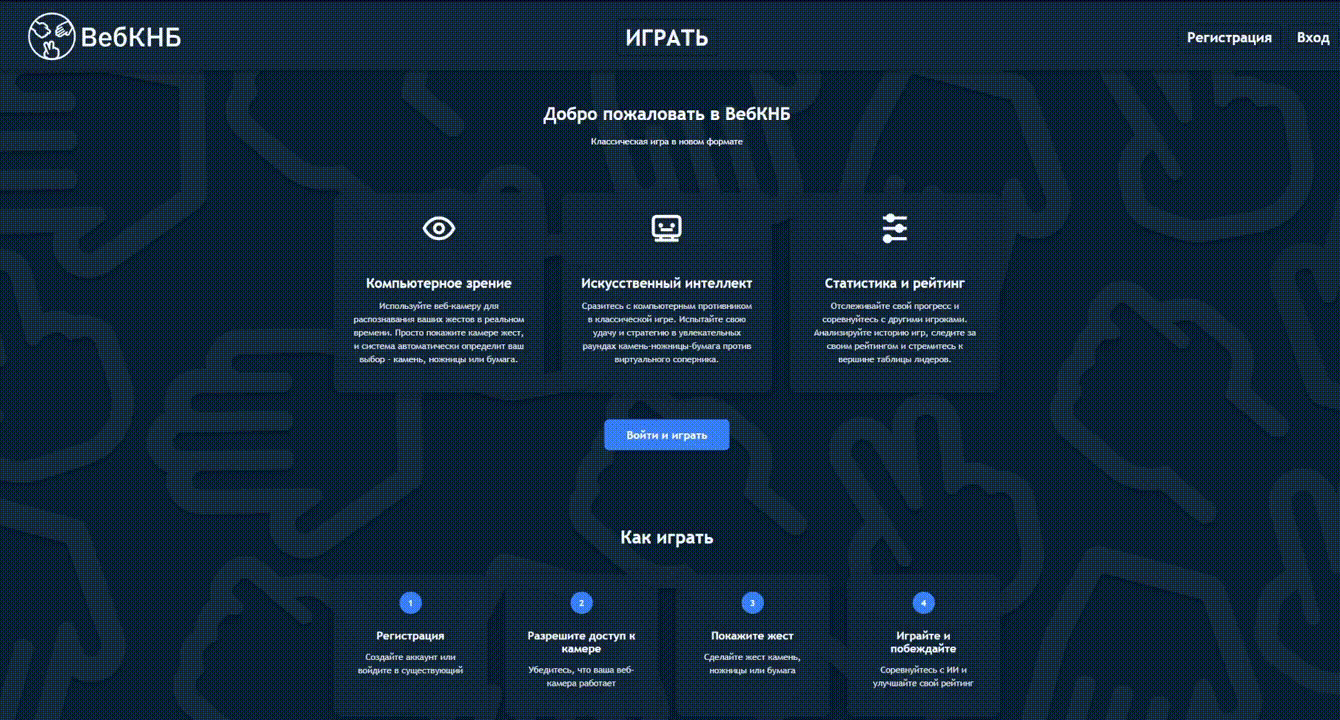 ВебКНБ
ИГРАТЬ
Регистрация
Вход
Добро пожаловать в ВебКНБ
Классическая игра в новом формате
Компьютерное зрение
Используйте веб-камеру для
распознавания ваших жестов в реальном
времени. Просто покажите камере жест,
и система автоматически определит ваш
выбор - камень, ножницы или бумага.
Искусственный интеллект
Сразитесь с компьютерным противником
в классической игре. Испытайте свою
удачу и стратегию в увлекательных
раундах камень-ножницы-бумага против
виртуального соперника.
Статистика и рейтинг
Отслеживайте свой прогресс и
соревнуйтесь с другими игроками.
Анализируйте историю игр, следите за
своим рейтингом и стремитесь к
вершине таблицы лидеров.
Войти и играть
Как играть
1
Регистрация
Создайте аккаунт или
войдите в существующий
2
Разрешите доступ к
камере
Убедитесь, что ваша веб-
камера работает
3
Покажите жест
Сделайте жест камень,
ножницы или бумага
4
Играйте и
побеждайте
Соревнуйтесь с ИИ и
улучшайте свой рейтинг